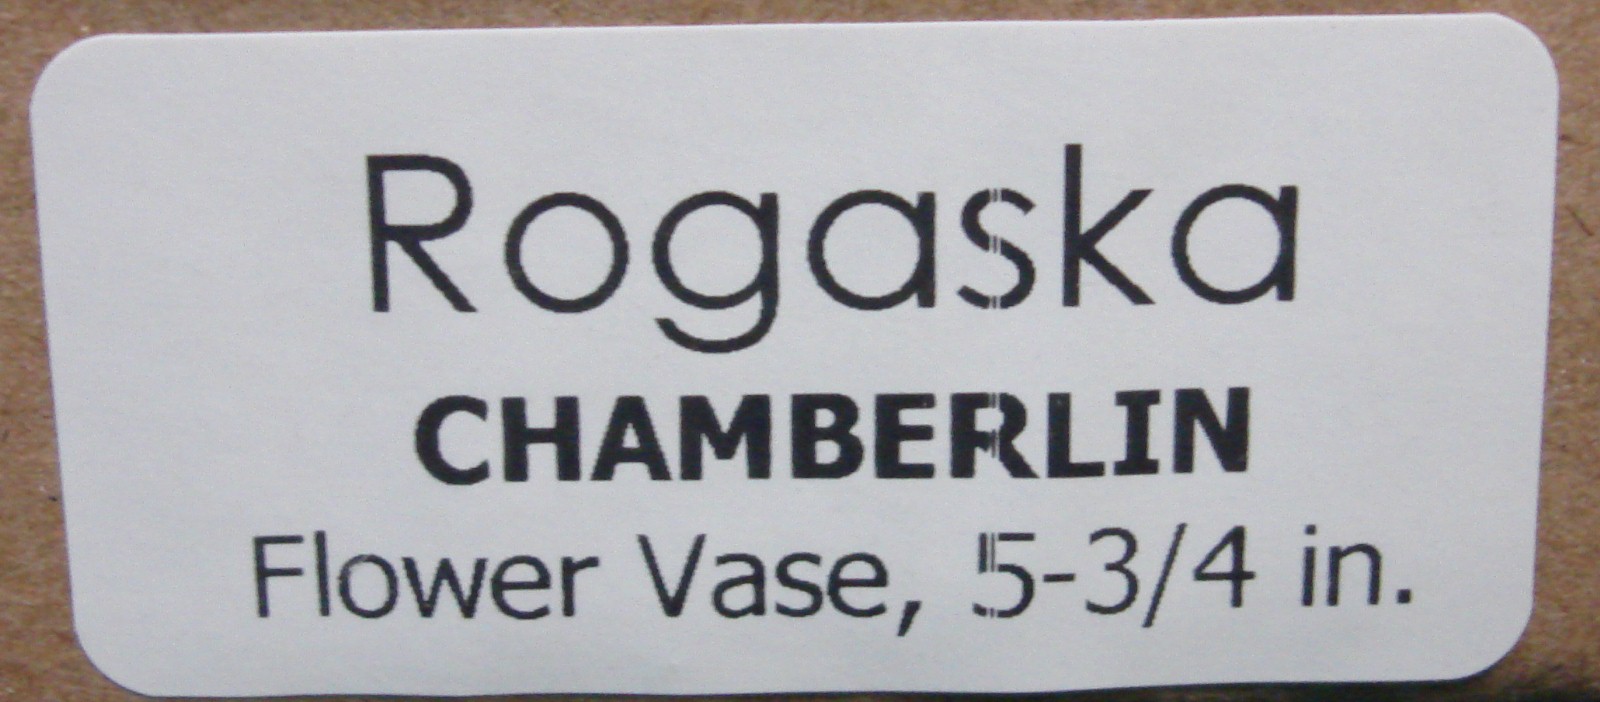 Rogaska
CHAMBERLIN
Flower Vase, 5-3/4 in.